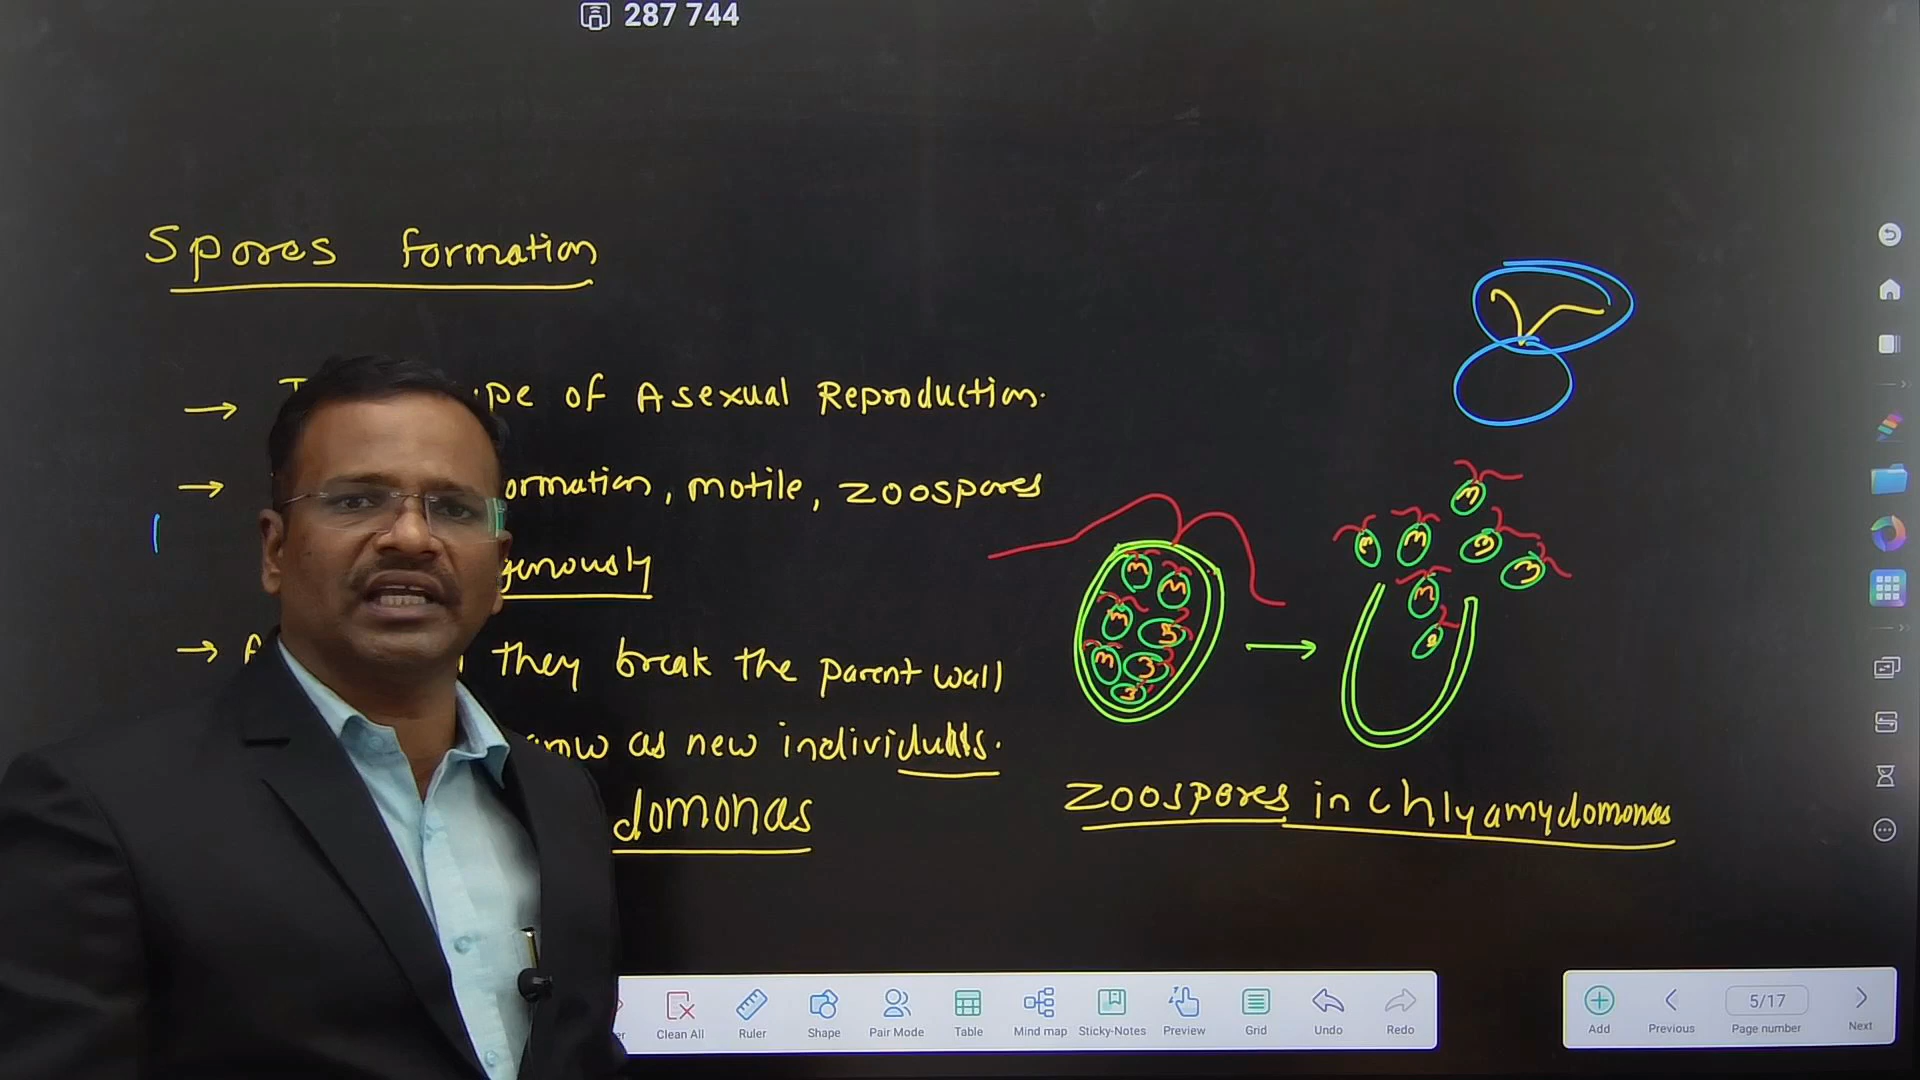 287 744
Spores formation
→ pe of Asexual Reproduction.
→ ormation, motile, zoospores
genously
→ they break the parent wall
as new individuals.
domonas
zoospores in chlyamydomonas
Clean All
Ruler
Shape
Pair Mode
Table
Mind map
Sticky-Notes
Preview
Grid
Undo
Redo
Add
Previous
5/17
Page number
Next